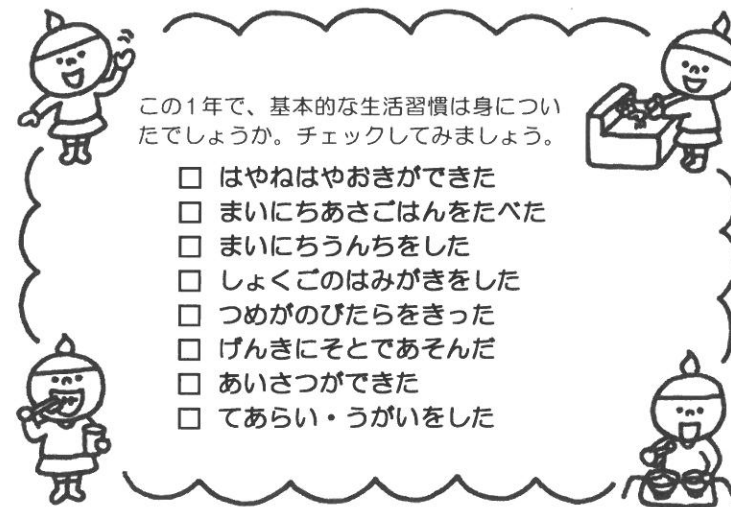 この1年で、基本的な生活習慣は身につい
たでしょうか。チェックしてみましょう。
□ はやねはやおきができた
□ まいにちあさごはんをたべた
□ まいにちうんちをした
□ しょくごのはみがきをした
□ つめがのびたらをきった
□ げんきにそとであそんだ
□ あいさつができた
□ てあらい・うがいをした